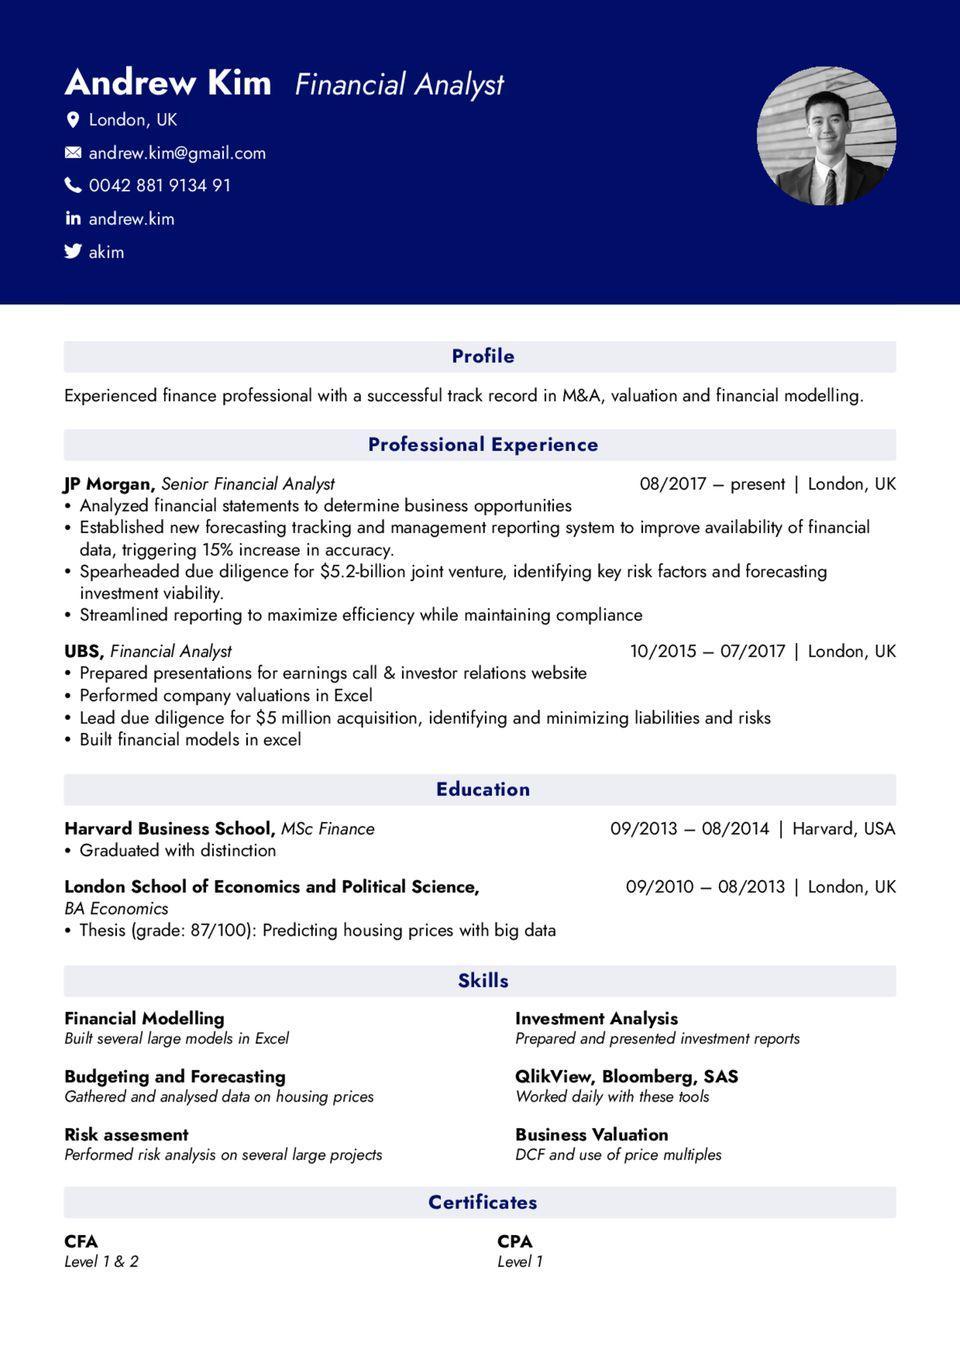 Andrew Kim Financial Analyst
London, UK
andrew.kim@gmail.com
0042 881 9134 91
andrew.kim
akim
Profile
Experienced finance professional with a successful track record in M&A, valuation and financial modelling.
Professional Experience
JP Morgan, Senior Financial Analyst 08/2017 – present | London, UK
• Analyzed financial statements to determine business opportunities
• Established new forecasting tracking and management reporting system to improve availability of financial
data, triggering 15% increase in accuracy.
• Spearheaded due diligence for $5.2-billion joint venture, identifying key risk factors and forecasting
investment viability.
• Streamlined reporting to maximize efficiency while maintaining compliance
UBS, Financial Analyst 10/2015 – 07/2017 | London, UK
• Prepared presentations for earnings call & investor relations website
• Performed company valuations in Excel
• Lead due diligence for $5 million acquisition, identifying and minimizing liabilities and risks
• Built financial models in excel
Education
Harvard Business School, MSc Finance 09/2013 – 08/2014 | Harvard, USA
• Graduated with distinction
London School of Economics and Political Science, 09/2010 – 08/2013 | London, UK
BA Economics
• Thesis (grade: 87/100): Predicting housing prices with big data
Skills
Financial Modelling Investment Analysis
Built several large models in Excel Prepared and presented investment reports
Budgeting and Forecasting QlikView, Bloomberg, SAS
Gathered and analysed data on housing prices Worked daily with these tools
Risk assesment Business Valuation
Performed risk analysis on several large projects DCF and use of price multiples
Certificates
CFA CPA
Level 1 & 2 Level 1